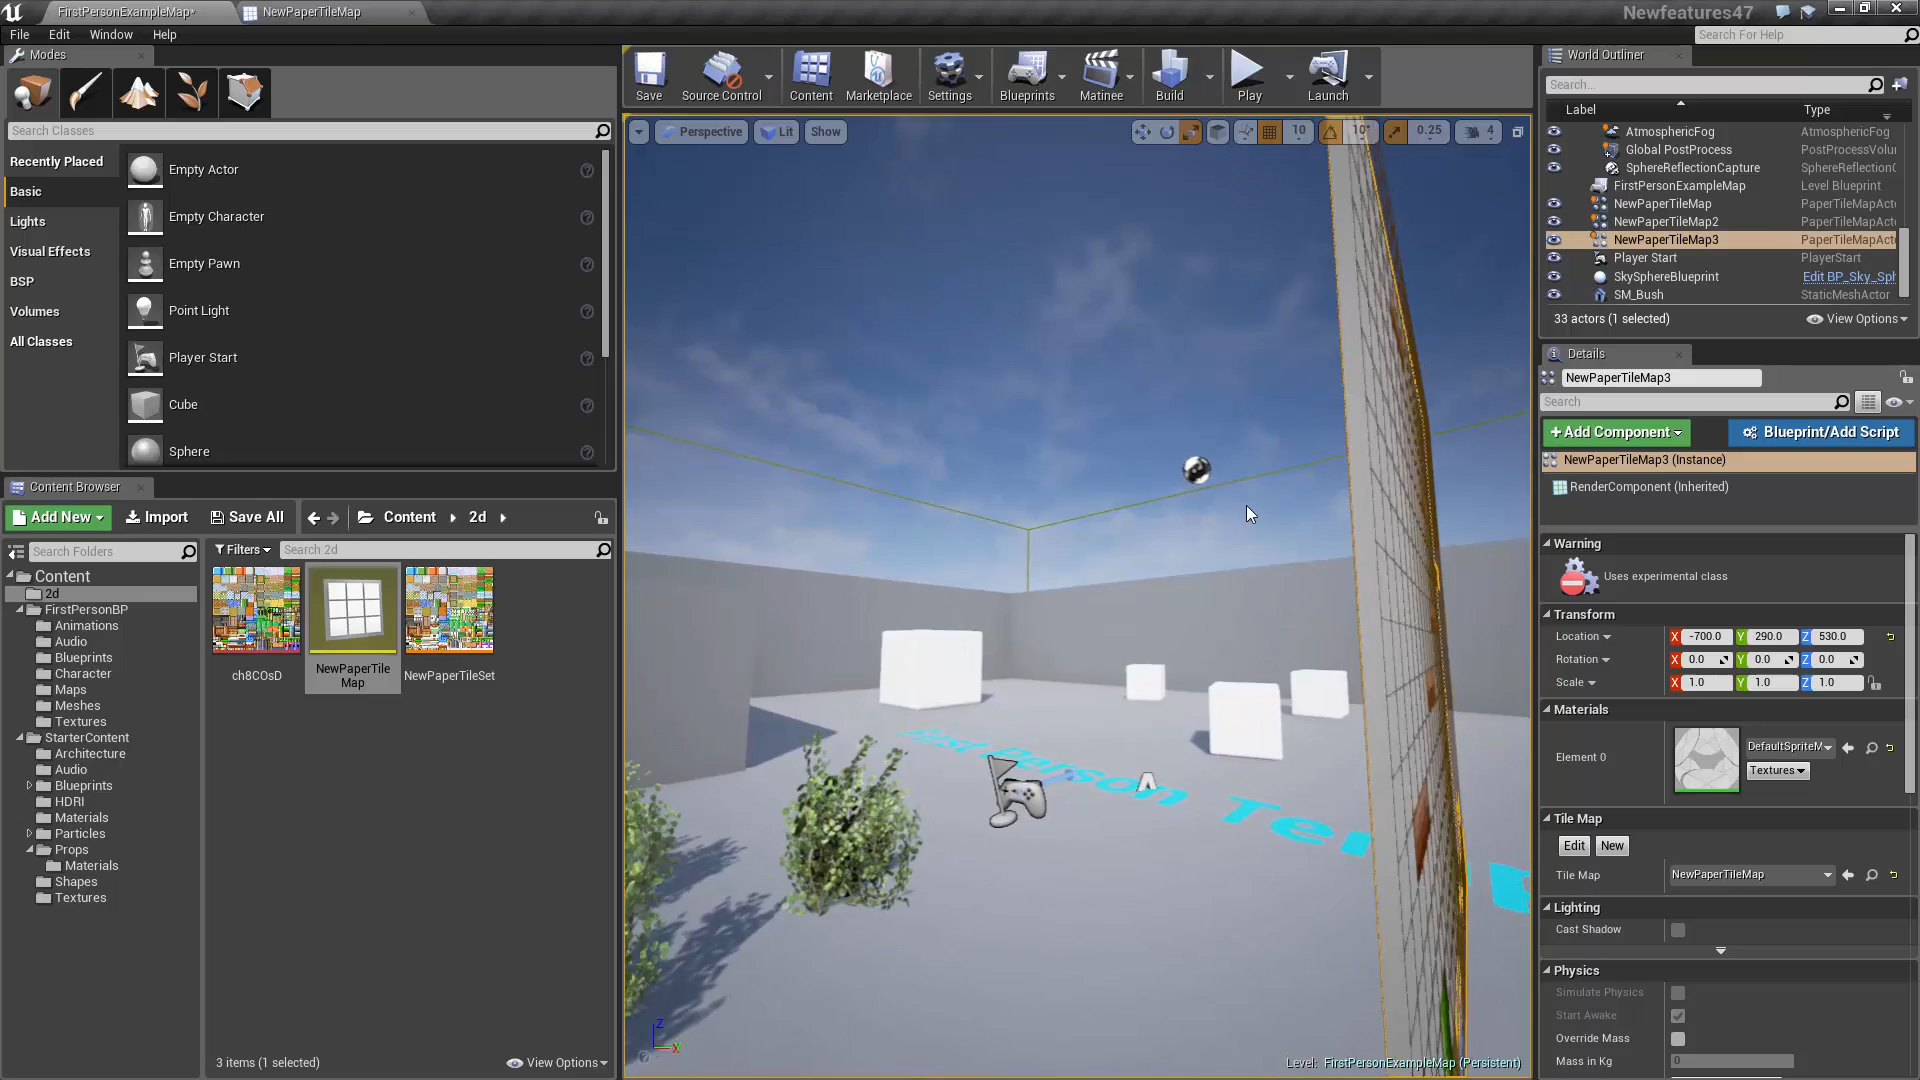 FirstPersonExampleMap*
NewPaperTileMap
Newfeatures47
File Edit Window Help
Search For Help
Modes
Search Classes
Recently Placed
Basic
Lights
Visual Effects
BSP
Volumes
All Classes
Empty Actor
Empty Character
Empty Pawn
Point Light
Player Start
Cube
Sphere
Save
Source Control
Content
Marketplace
Settings
Blueprints
Matinee
Build
Play
Launch
Perspective Lit Show
10 10° 0.25 4
Level: FirstPersonExampleMap (Persistent)
Content Browser
Add New Import Save All Content 2d
Search Folders
Filters Search 2d
Content
2d
FirstPersonBP
Animations
Audio
Blueprints
Character
Maps
Meshes
Textures
StarterContent
Architecture
Audio
Blueprints
HDRI
Materials
Particles
Props
Materials
Shapes
Textures
ch8COsD
NewPaperTile
Map
NewPaperTileSet
3 items (1 selected)
View Options
World Outliner
Search...
Label Type
AtmosphericFog AtmosphericFog
Global PostProcess PostProcessVolu
SphereReflectionCapture SphereReflectionC
FirstPersonExampleMap Level Blueprint
NewPaperTileMap PaperTileMapActo
NewPaperTileMap2 PaperTileMapActo
NewPaperTileMap3 PaperTileMapActo
Player Start PlayerStart
SkySphereBlueprint Edit BP_Sky_Sph
SM_Bush StaticMeshActor
33 actors (1 selected)
View Options
Details
NewPaperTileMap3
Search
+Add Component
Blueprint/Add Script
NewPaperTileMap3 (Instance)
RenderComponent (Inherited)
Warning
Uses experimental class
Transform
Location X -700.0 Y 290.0 Z 530.0
Rotation X 0.0 Y 0.0 Z 0.0
Scale X 1.0 Y 1.0 Z 1.0
Materials
Element 0
DefaultSpriteM
Textures
Tile Map
Edit New
Tile Map NewPaperTileMap
Lighting
Cast Shadow
Physics
Simulate Physics
Start Awake
Override Mass
Mass in Kg 0
First Person Te
Z
X